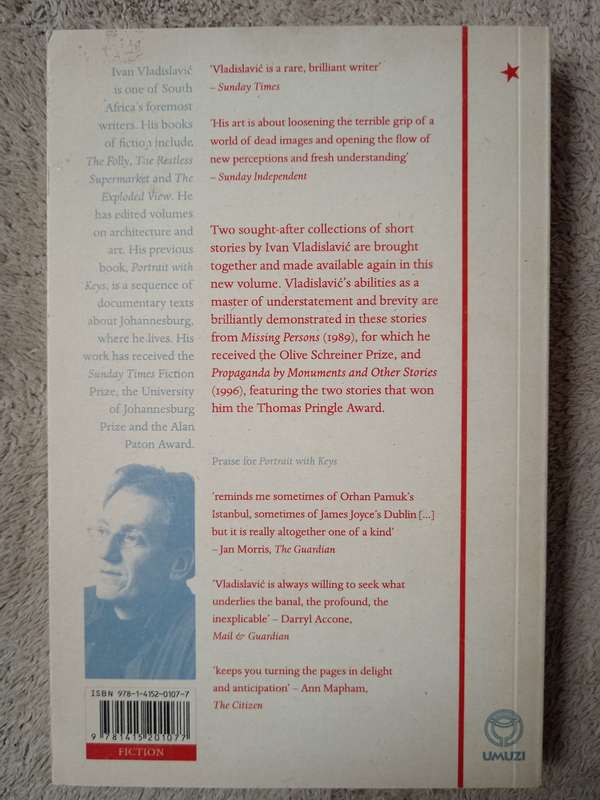 Ivan Vladislavić
is one of South
Africa's foremost
writers. His books
of fiction include
The Folly, The Restless
Supermarket and The
Exploded View. He
has edited volumes
on architecture and
art. His previous
book, Portrait with
Keys, is a sequence of
documentary texts
about Johannesburg,
where he lives. His
work has received the
Sunday Times Fiction
Prize, the University
of Johannesburg
Prize and the Alan
Paton Award.
'Vladislavić is a rare, brilliant writer'
– Sunday Times
'His art is about loosening the terrible grip of a
world of dead images and opening the flow of
new perceptions and fresh understanding'
– Sunday Independent
Two sought-after collections of short
stories by Ivan Vladislavić are brought
together and made available again in this
new volume. Vladislavić's abilities as a
master of understatement and brevity are
brilliantly demonstrated in these stories
from Missing Persons (1989), for which he
received the Olive Schreiner Prize, and
Propaganda by Monuments and Other Stories
(1996), featuring the two stories that won
him the Thomas Pringle Award.
Praise for Portrait with Keys
'reminds me sometimes of Orhan Pamuk's
Istanbul, sometimes of James Joyce's Dublin [...]
but it is really altogether one of a kind'
– Jan Morris, The Guardian
'Vladislavić is always willing to seek what
underlies the banal, the profound, the
inexplicable' – Darryl Accone,
Mail & Guardian
'keeps you turning the pages in delight
and anticipation' – Ann Mapham,
The Citizen
ISBN 978-1-4152-0107-7
9 781415 201077
FICTION
UMUZI